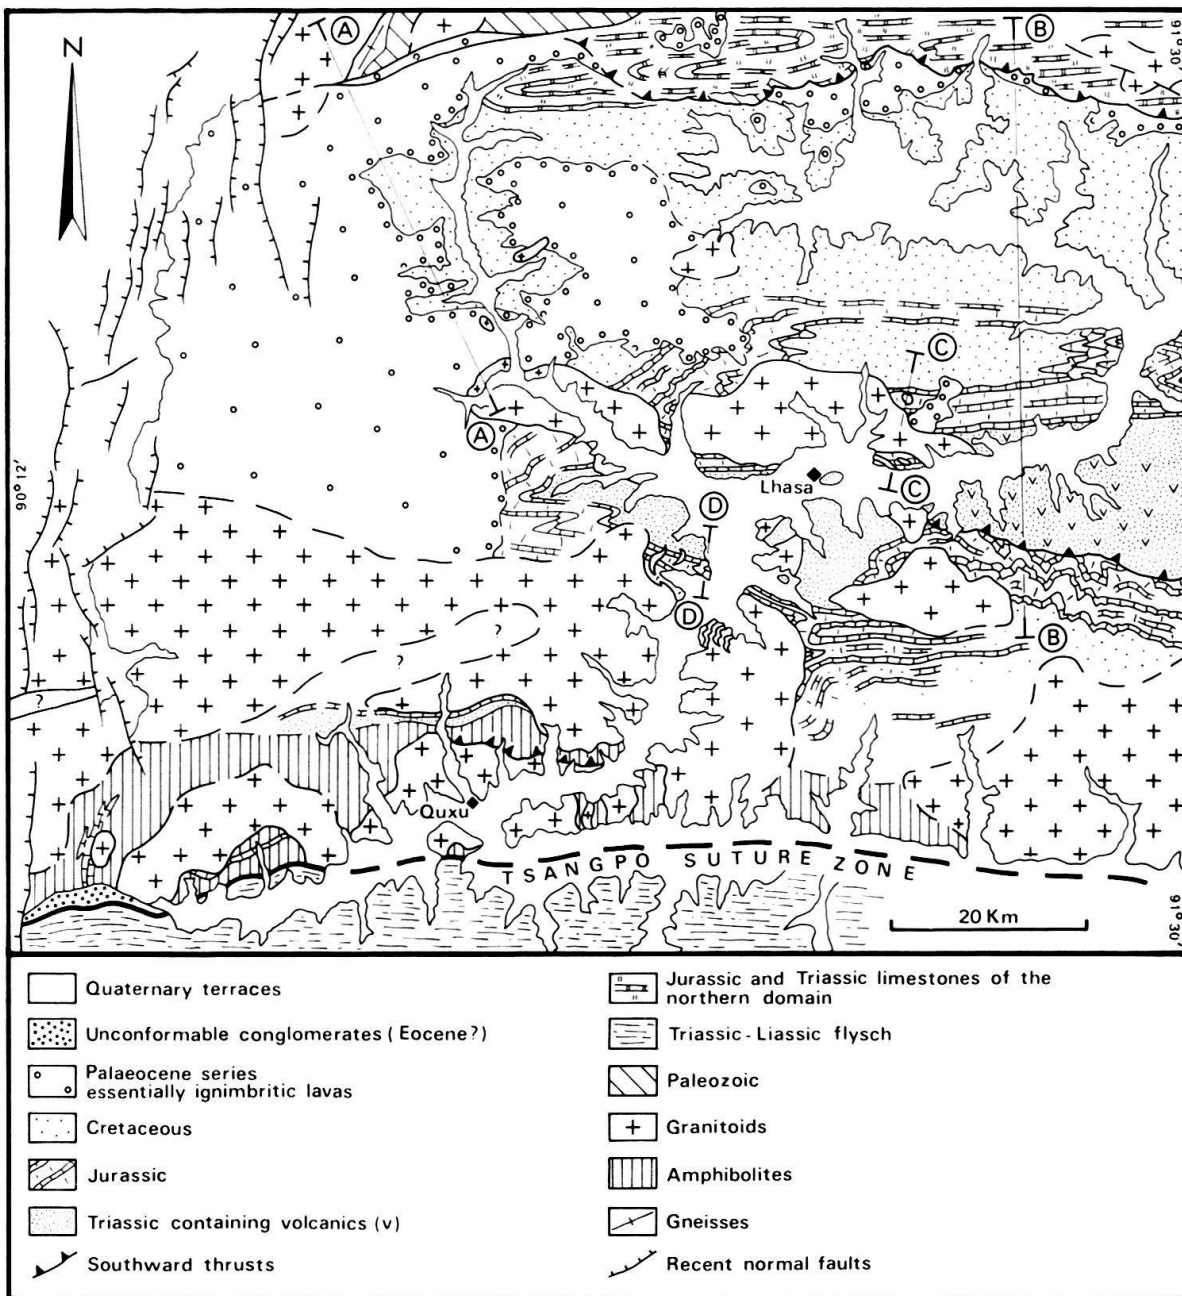 A
B
91° 30'
N
C
A
90° 12'
Lhasa
C
D
D
B
?
?
?
Quxu
TSANGPO SUTURE ZONE
20 Km
91° 30'
Quaternary terraces
Unconformable conglomerates (Eocene?)
Palaeocene series
essentially ignimbritic lavas
Cretaceous
Jurassic
Triassic containing volcanics (v)
Southward thrusts
Jurassic and Triassic limestones of the
northern domain
Triassic - Liassic flysch
Paleozoic
Granitoids
Amphibolites
Gneisses
Recent normal faults